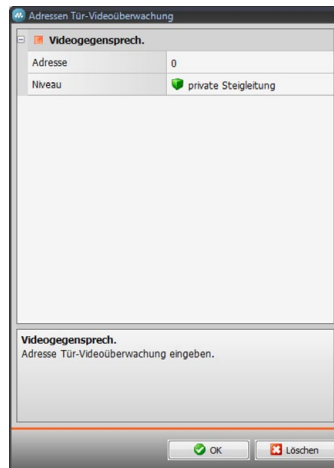 Adressen Tür-Videoüberwachung
Videogegensprech.
Adresse 0
Niveau private Steigleitung
Videogegensprech.
Adresse Tür-Videoüberwachung eingeben.
OK Löschen